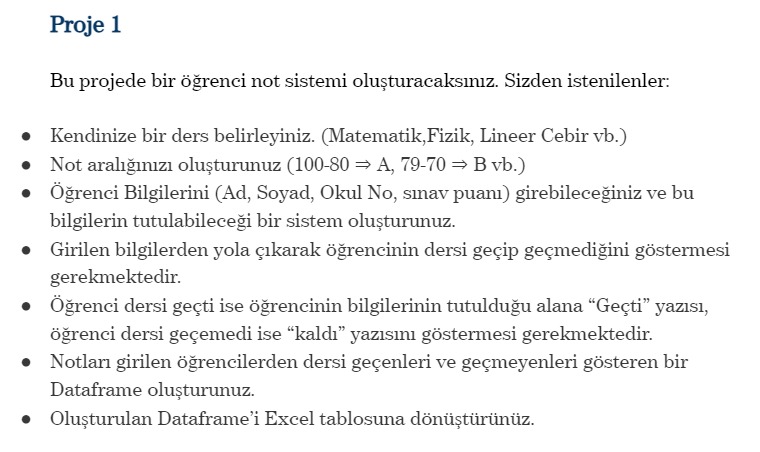 Proje 1
Bu projede bir öğrenci not sistemi oluşturacaksınız. Sizden istenilenler:
● Kendinize bir ders belirleyiniz. (Matematik,Fizik, Lineer Cebir vb.)
● Not aralığınızı oluşturunuz (100-80 ⇒ A, 79-70 ⇒ B vb.)
● Öğrenci Bilgilerini (Ad, Soyad, Okul No, sınav puanı) girebileceğiniz ve bu
bilgilerin tutulabileceği bir sistem oluşturunuz.
● Girilen bilgilerden yola çıkarak öğrencinin dersi geçip geçmediğini göstermesi
gerekmektedir.
● Öğrenci dersi geçti ise öğrencinin bilgilerinin tutulduğu alana “Geçti” yazısı,
öğrenci dersi geçemedi ise “kaldı” yazısını göstermesi gerekmektedir.
● Notları girilen öğrencilerden dersi geçenleri ve geçmeyenleri gösteren bir
Dataframe oluşturunuz.
● Oluşturulan Dataframe’i Excel tablosuna dönüştürünüz.